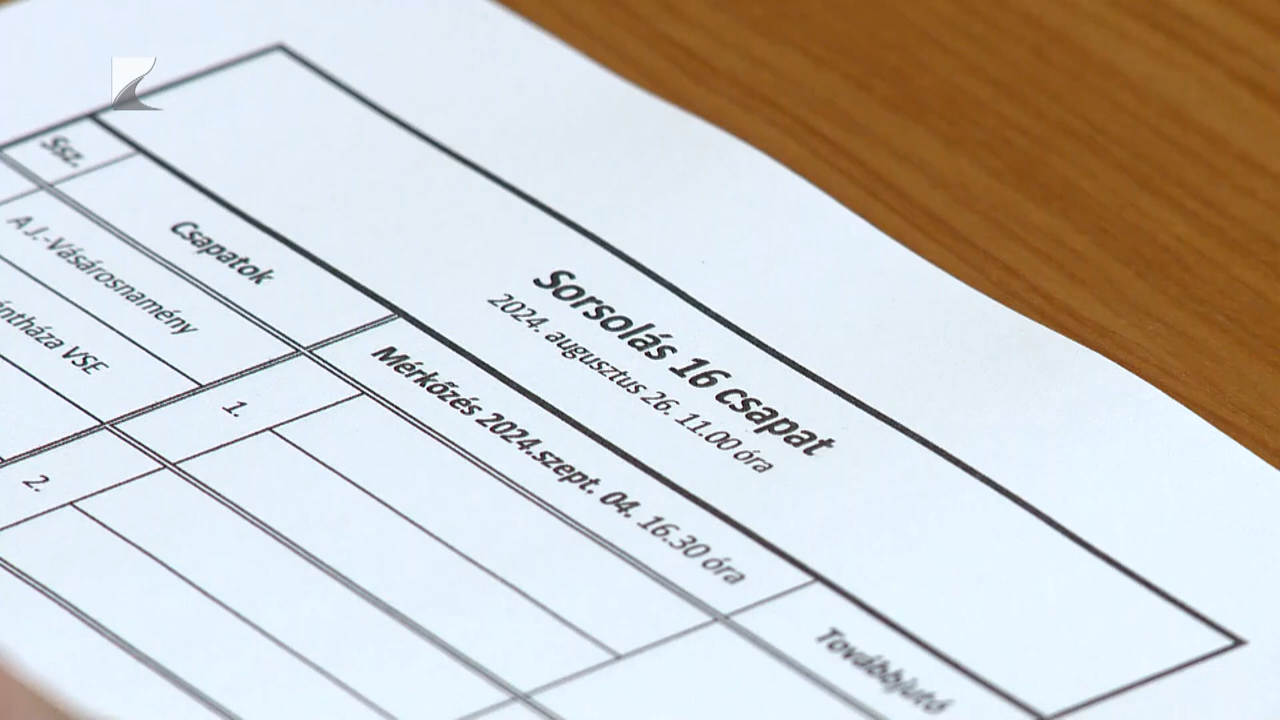 Sorsolás 16 csapat
2024. augusztus 26. 11.00 óra
Ssz.
Csapatok
Mérkőzés 2024.szept. 04. 16.30 óra
Továbbjutó
A.J.-Vásárosnamény
1.
VSE
2.